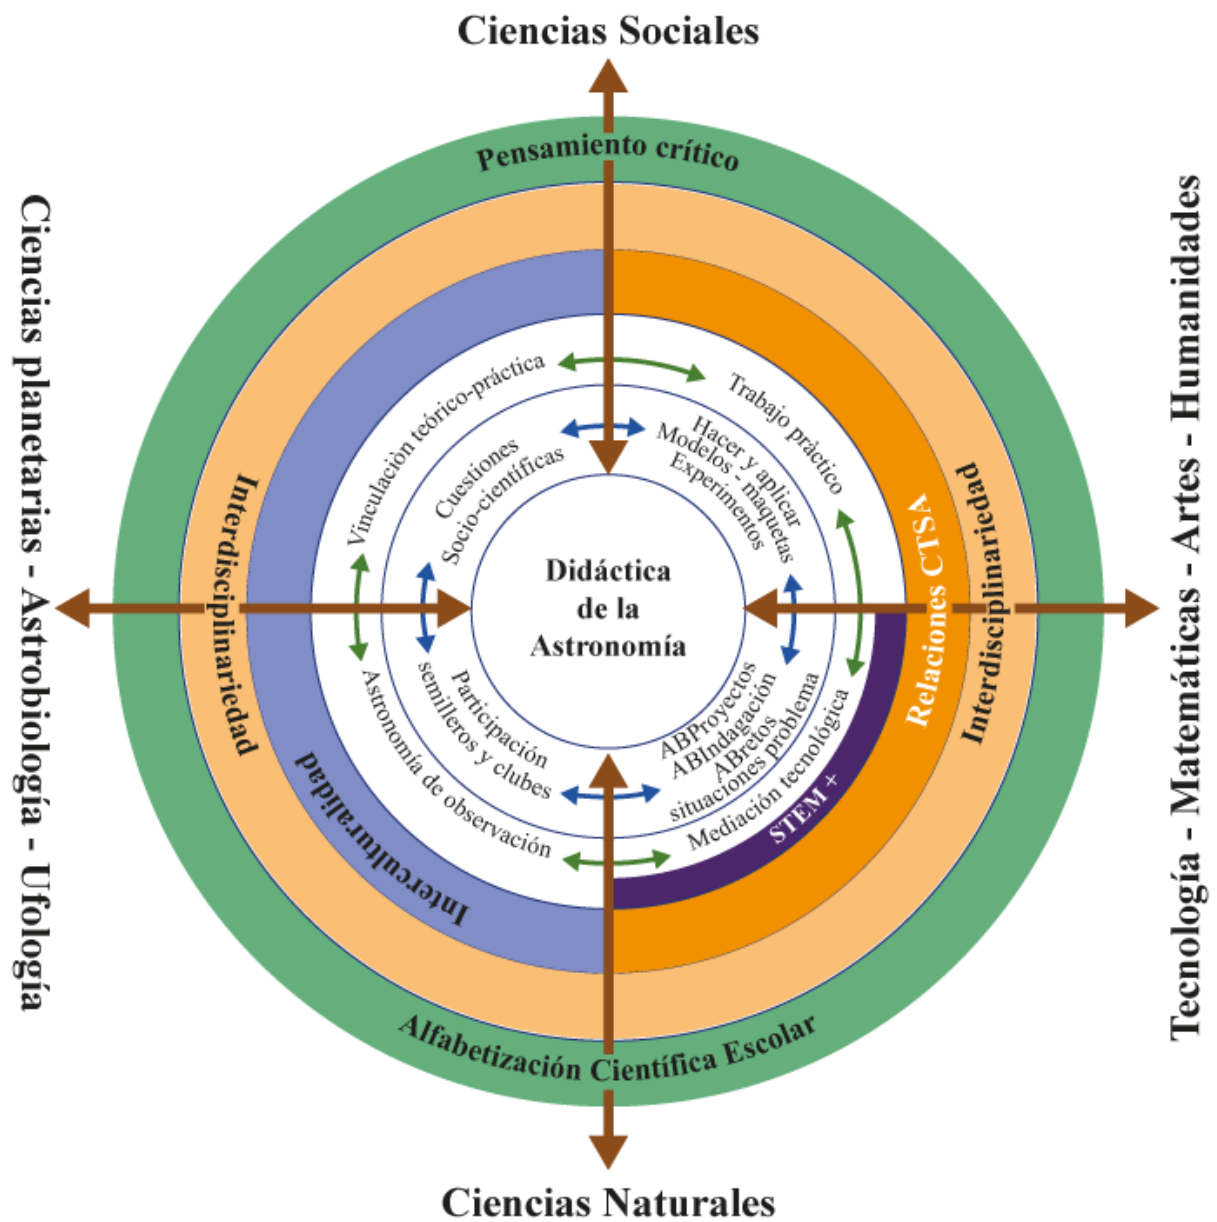 Ciencias Sociales
Pensamiento crítico
Ciencias planetarias - Astrobiología - Ufología
Tecnología - Matemáticas - Artes - Humanidades
Interdisciplinariedad
Interculturalidad
Relaciones CTSA
Interdisciplinariedad
STEM +
Vinculaciòn teórico-práctica
Trabajo pràctico
Cuestiones
Socio-científicas
Hacer y aplicar
Modelos - maquetas
Experimentos
Didáctica
de la
Astronomía
Participación
semilleros y clubes
Astronomía de observación
ABProyectos
ABIndagación
ABretos
situaciones problema
Mediación tecnológica
Alfabetización Científica Escolar
Ciencias Naturales